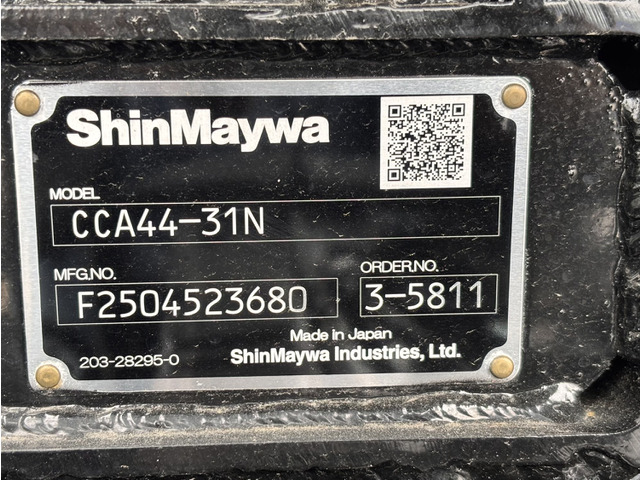 ShinMaywa
MODEL
CCA44-31N
MFG.NO. ORDER.NO.
F2504523680 3-5811
Made in Japan
203-28295-0 ShinMaywa Industries, Ltd.